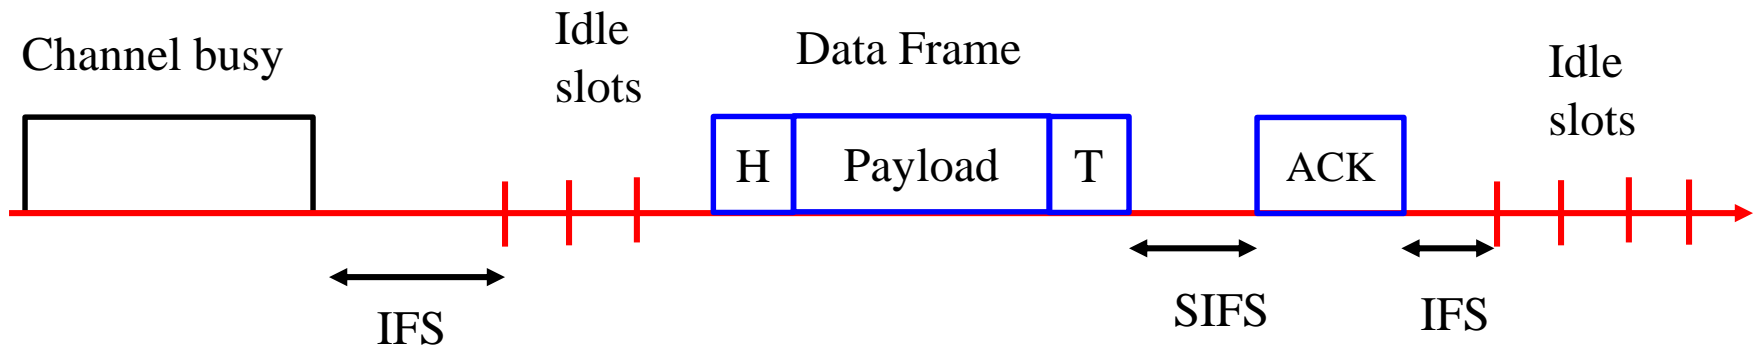 Channel busy
Idle
slots
Data Frame
Idle
slots
H
Payload
T
ACK
IFS
SIFS
IFS